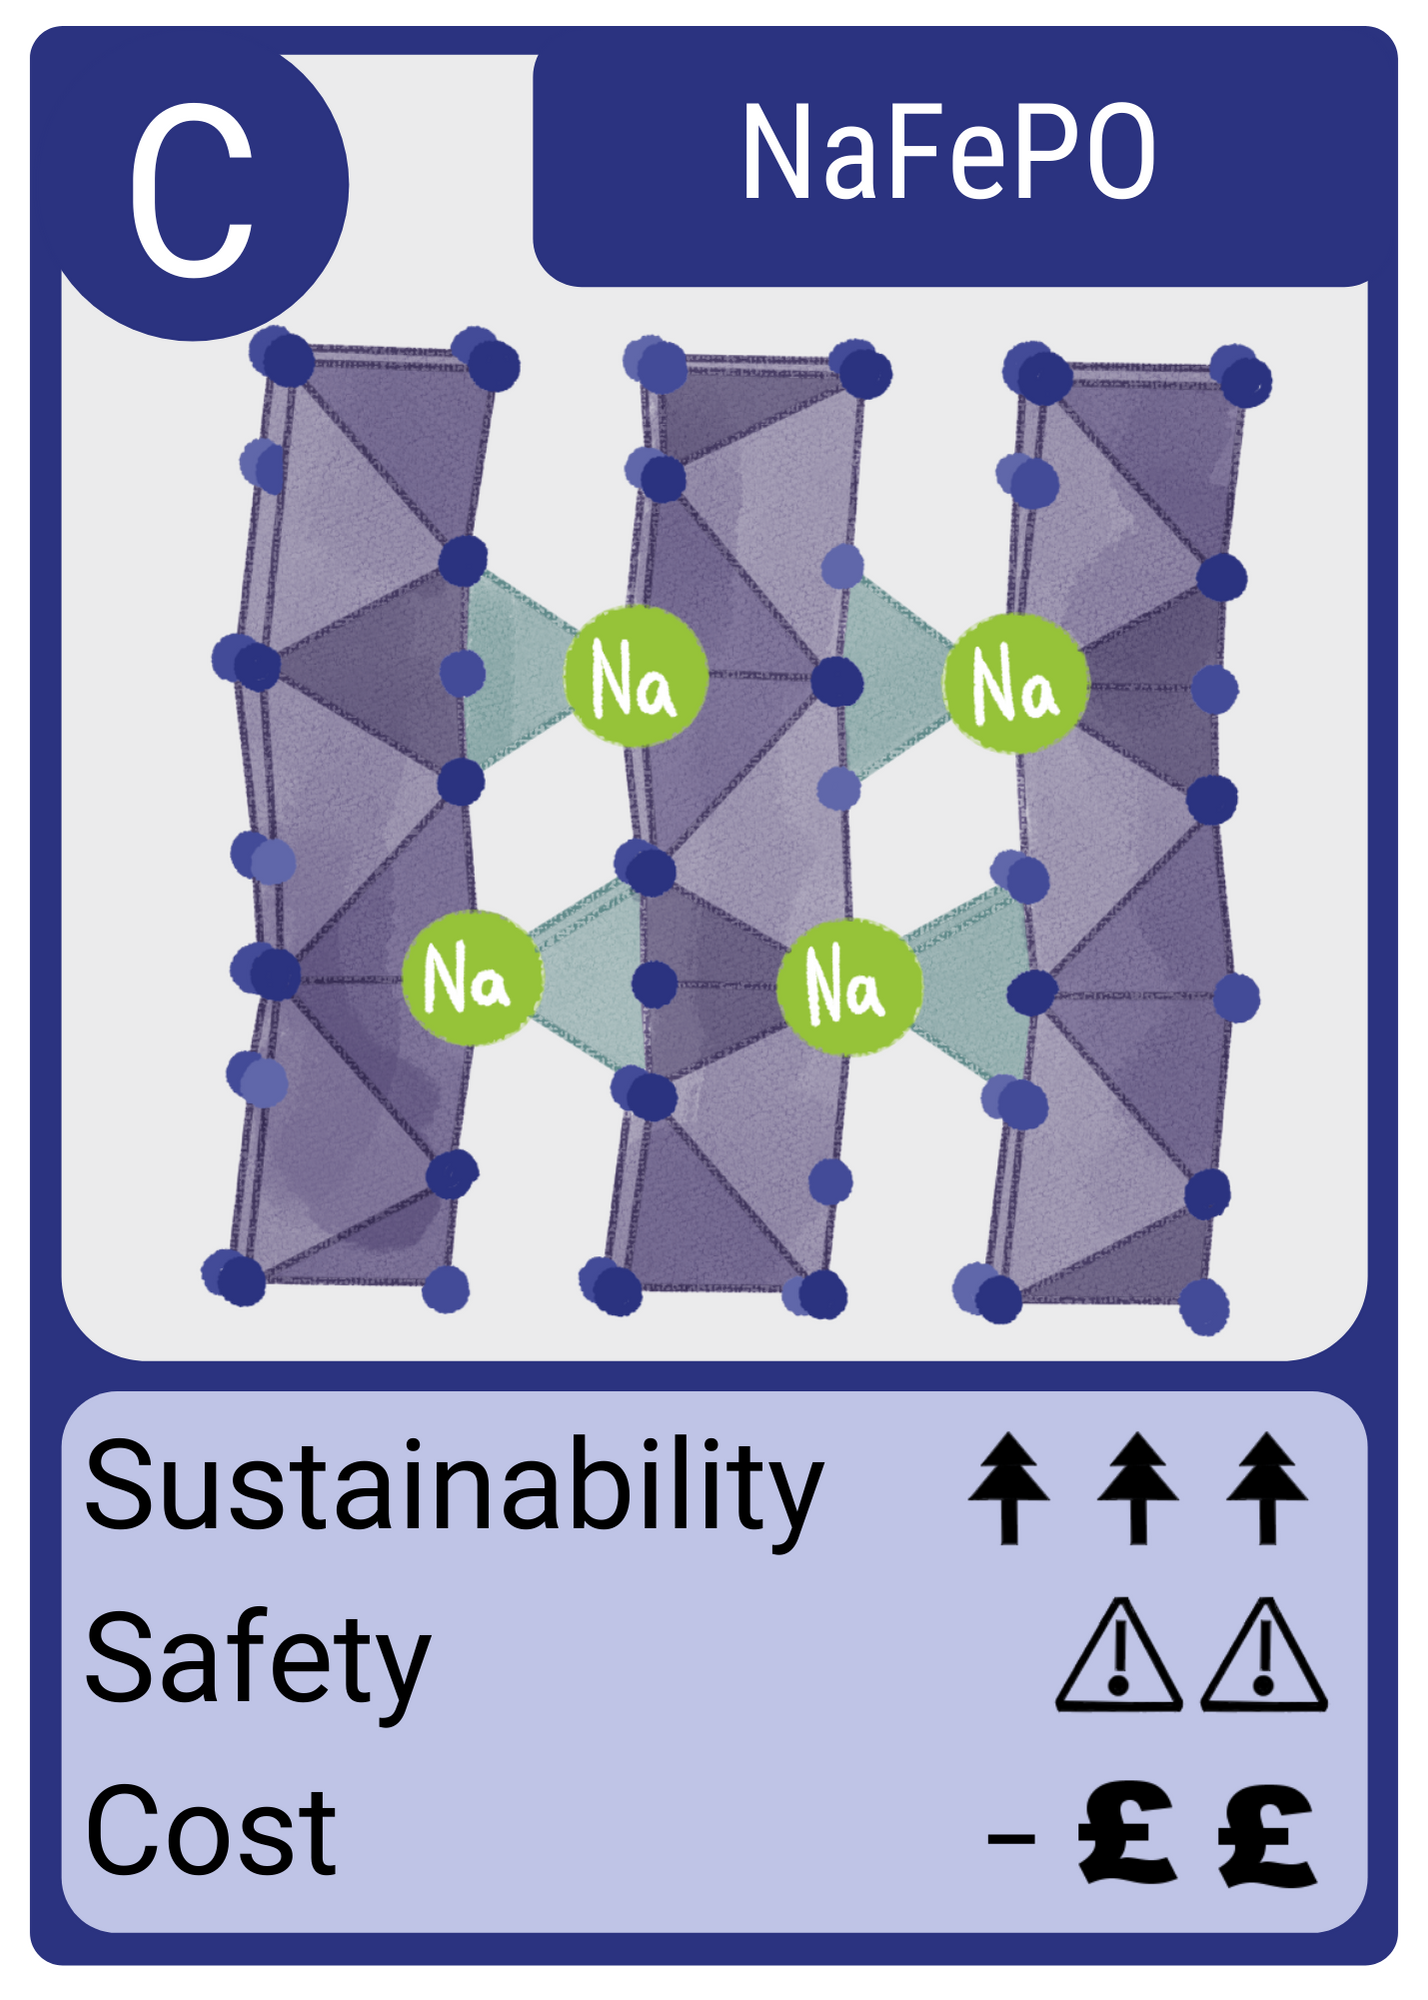 C
NaFePO
Na Na
Na Na
Sustainability
Safety ! !
Cost - £ £